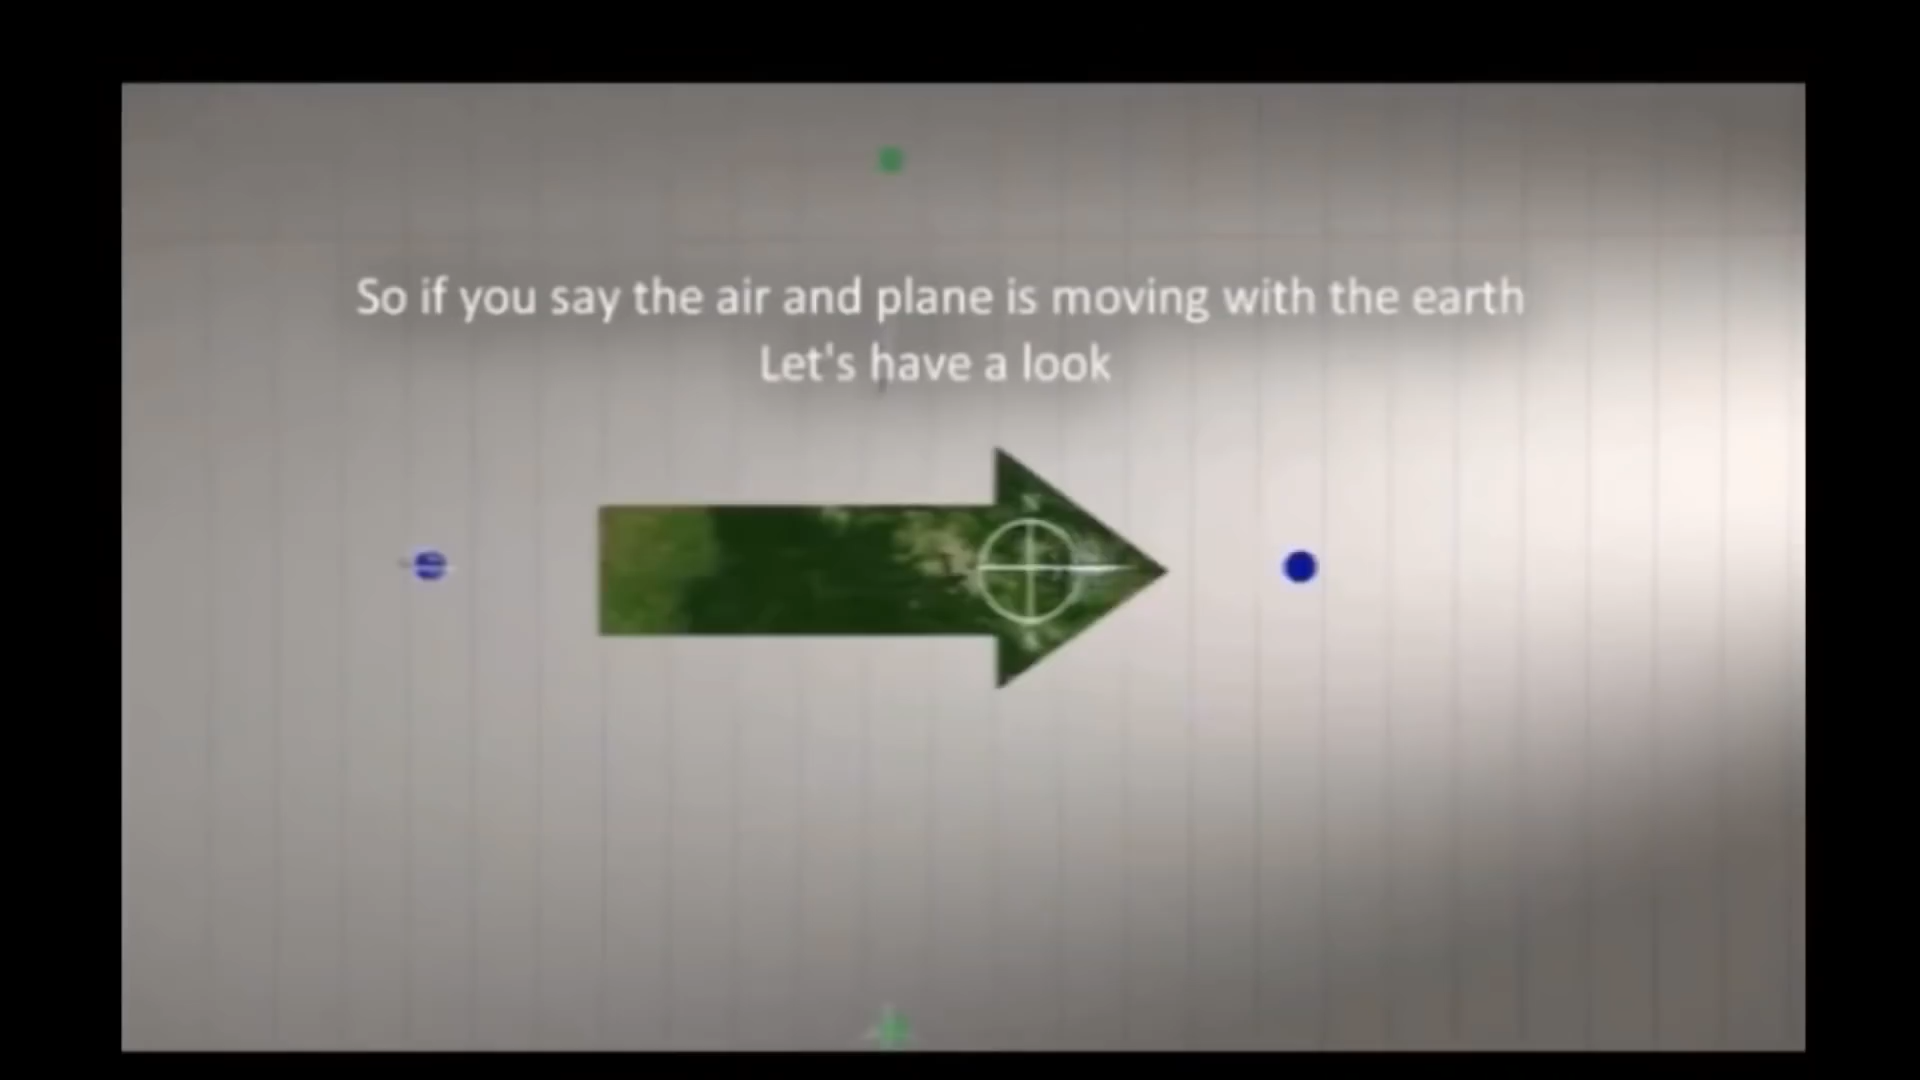 So if you say the air and plane is moving with the earth
Let's have a look
N